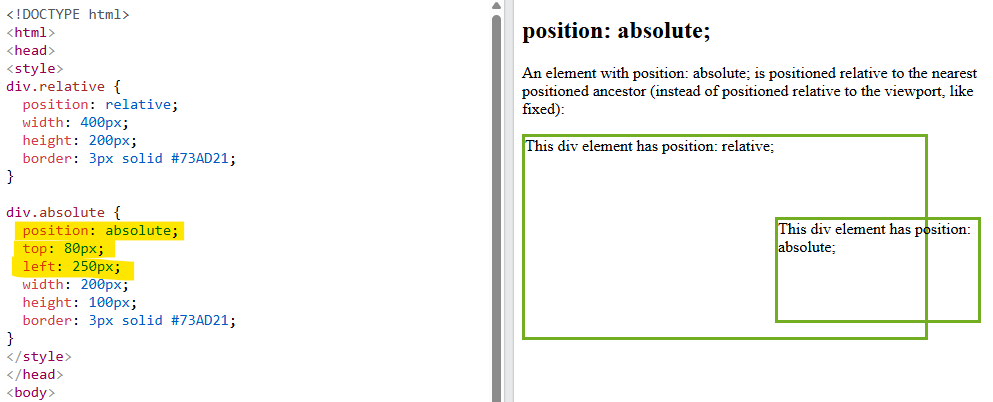 <!DOCTYPE html>
<html>
<head>
<style>
div.relative {
  position: relative;
  width: 400px;
  height: 200px;
  border: 3px solid #73AD21;
}

div.absolute {
  position: absolute;
  top: 80px;
  left: 250px;
  width: 200px;
  height: 100px;
  border: 3px solid #73AD21;
}
</style>
</head>
<body>
position: absolute;
An element with position: absolute; is positioned relative to the nearest
positioned ancestor (instead of positioned relative to the viewport, like
fixed):
This div element has position: relative;
This div element has position:
absolute;